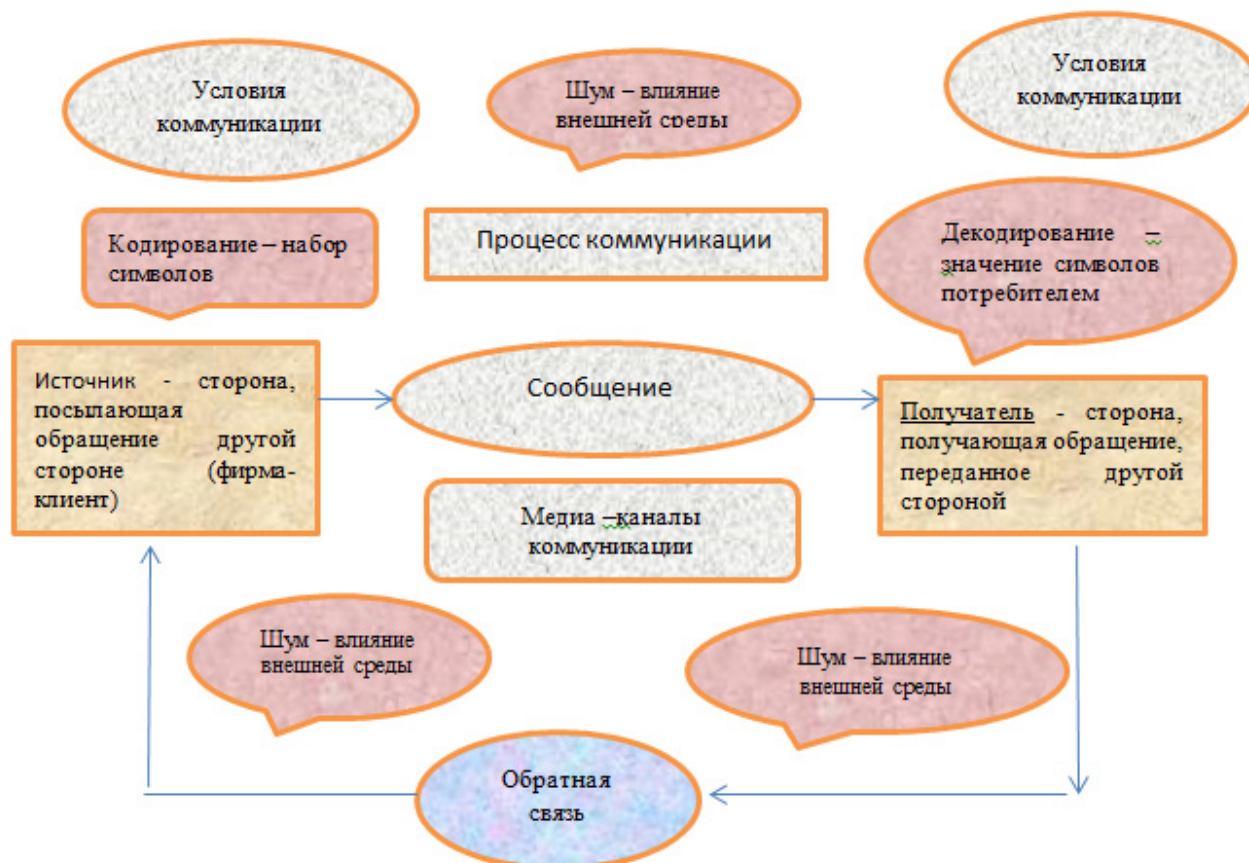 Условия
коммуникации
Шум – влияние
внешней среды
Условия
коммуникации
Кодирование – набор
символов
Процесс коммуникации
Декодирование –
значение символов
потребителем
Источник - сторона,
посылающая
обращение другой
стороне (фирма-
клиент)
Сообщение
Получатель - сторона,
получающая обращение,
переданное другой
стороной
Медиа –каналы
коммуникации
Шум – влияние
внешней среды
Шум – влияние
внешней среды
Обратная
связь